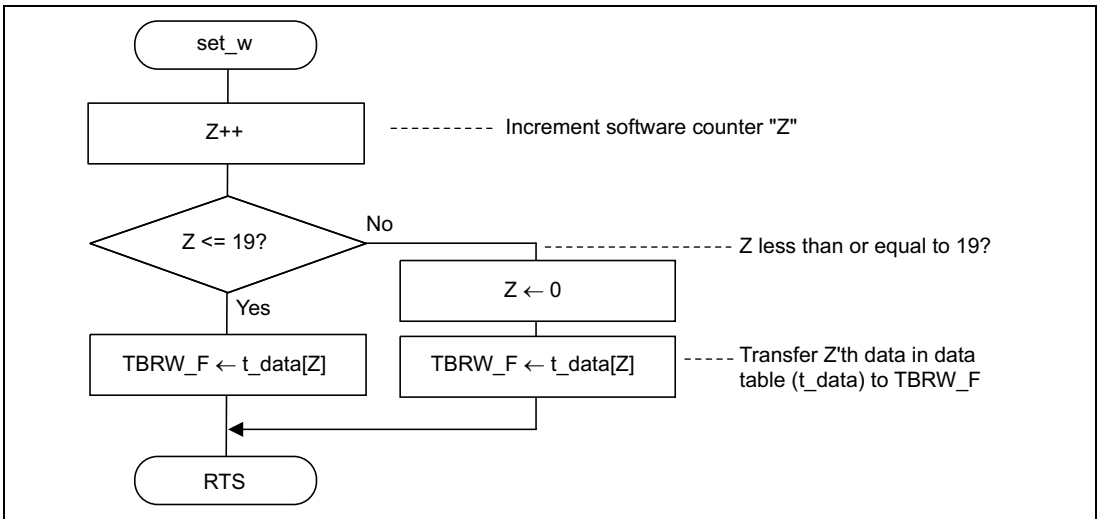 set_w
Z++
Increment software counter "Z"
Z <= 19?
No
Z less than or equal to 19?
Z ← 0
Yes
TBRW_F ← t_data[Z]
TBRW_F ← t_data[Z]
Transfer Z'th data in data
table (t_data) to TBRW_F
RTS